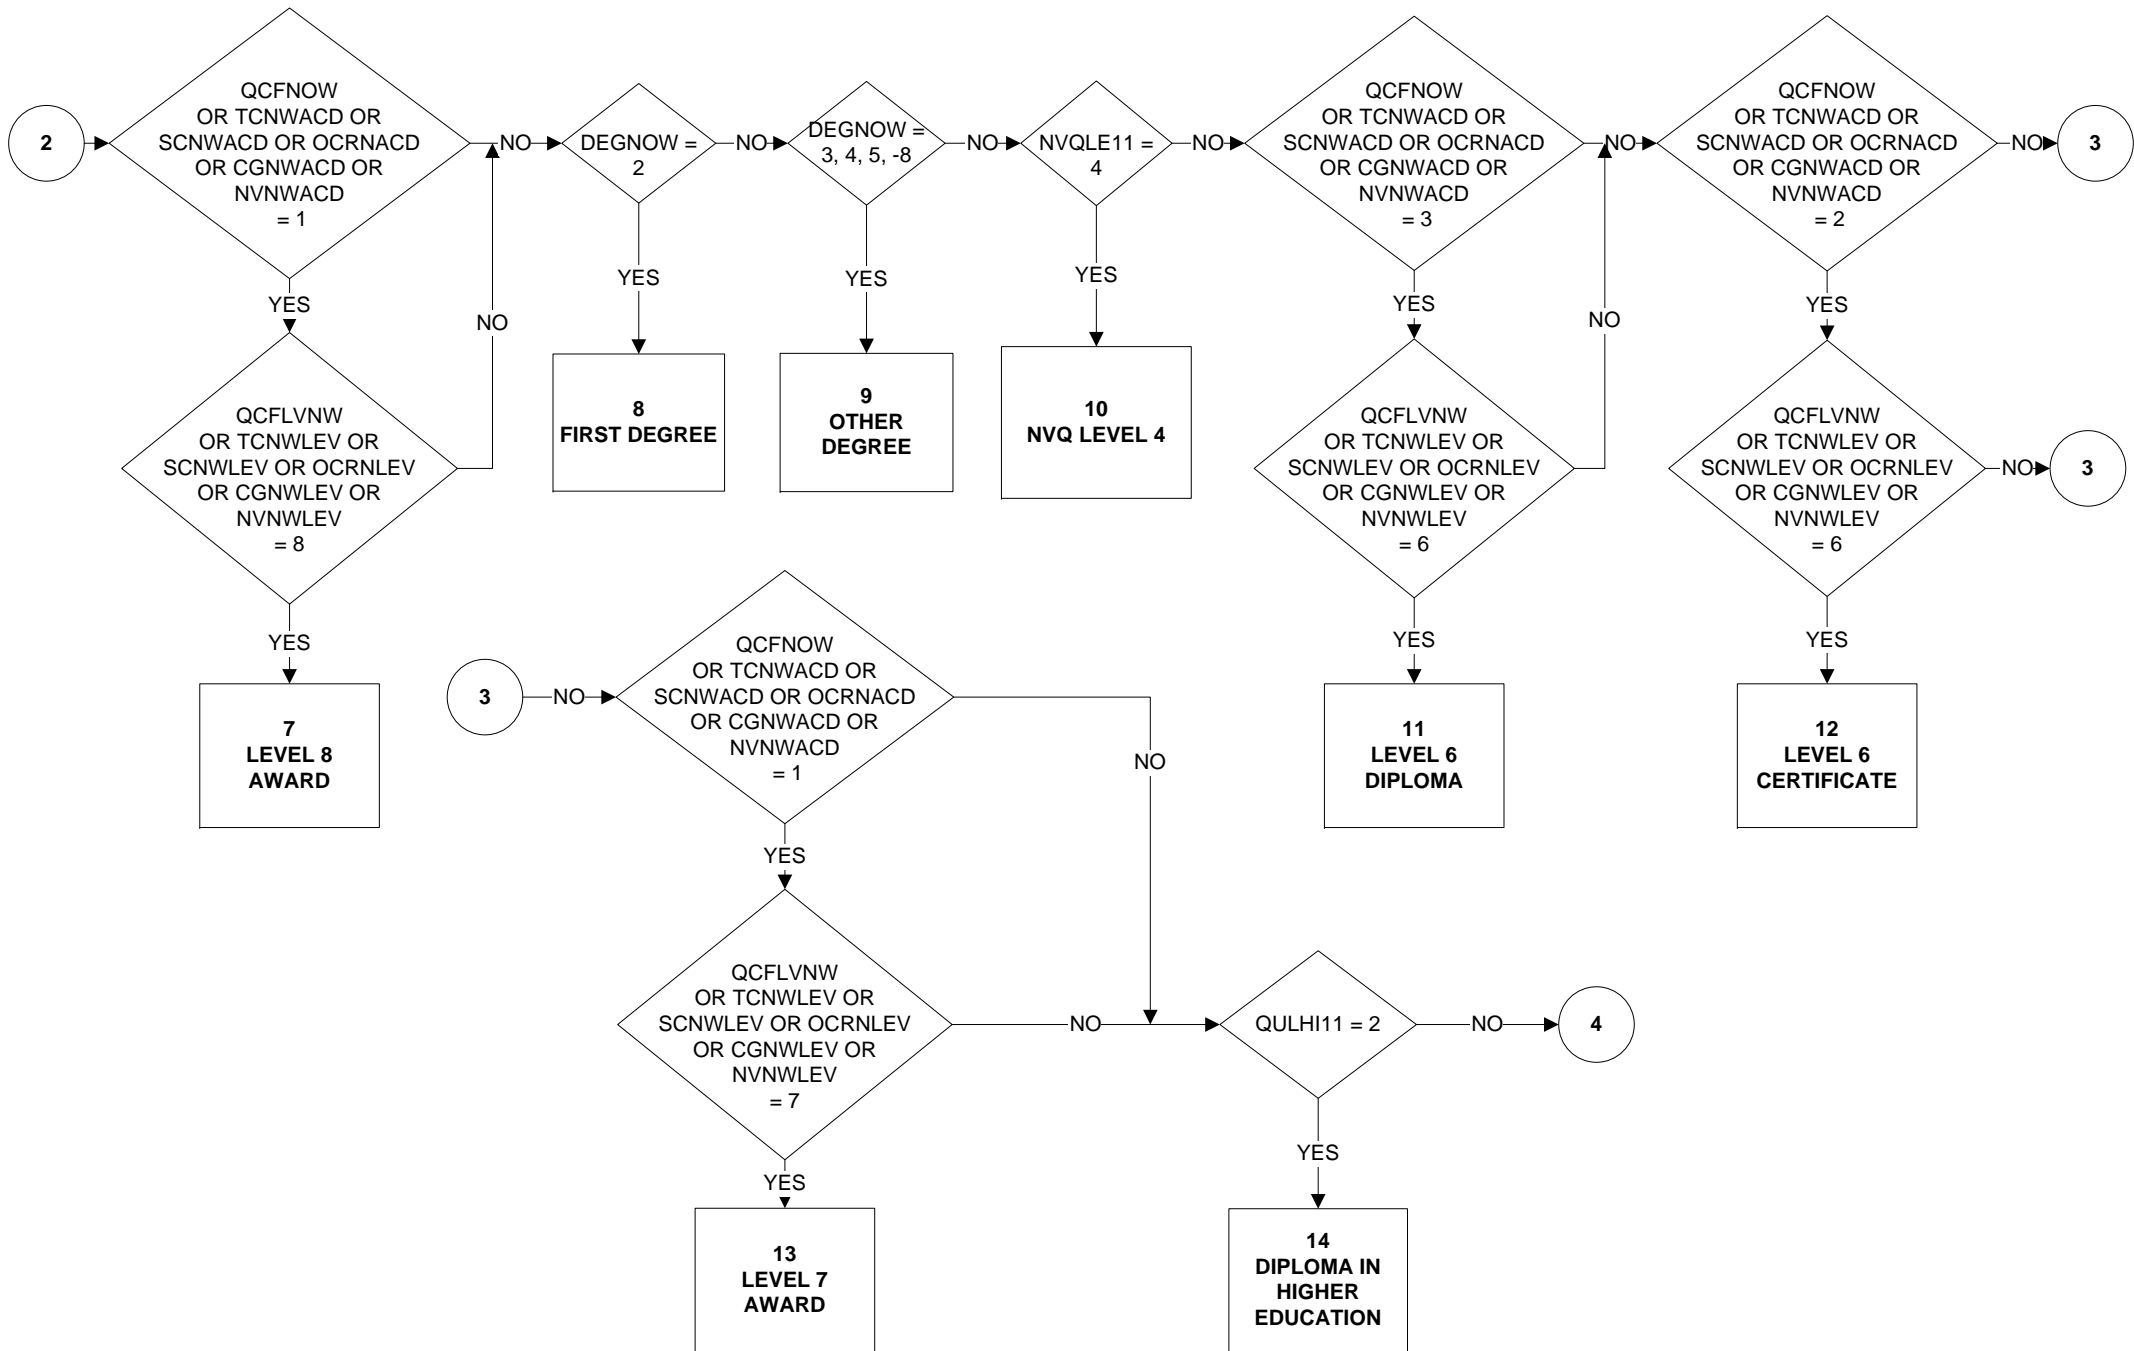 2
QCFNOW
OR TCNWACD OR
SCNWACD OR OCRNACD
OR CGNWACD OR
NVNWACD
= 1
NO
DEGNOW =
2
NO
DEGNOW =
3, 4, 5, -8
NO
NVQLE11 =
4
NO
QCFNOW
OR TCNWACD OR
SCNWACD OR OCRNACD
OR CGNWACD OR
NVNWACD
= 3
NO
QCFNOW
OR TCNWACD OR
SCNWACD OR OCRNACD
OR CGNWACD OR
NVNWACD
= 2
NO
3
YES
YES
YES
YES
YES
YES
NO
NO
QCFLVNW
OR TCNWLEV OR
SCNWLEV OR OCRNLEV
OR CGNWLEV OR
NVNWLEV
= 8
8
FIRST DEGREE
9
OTHER
DEGREE
10
NVQ LEVEL 4
QCFLVNW
OR TCNWLEV OR
SCNWLEV OR OCRNLEV
OR CGNWLEV OR
NVNWLEV
= 6
QCFLVNW
OR TCNWLEV OR
SCNWLEV OR OCRNLEV
OR CGNWLEV OR
NVNWLEV
= 6
NO
3
YES
YES
YES
7
LEVEL 8
AWARD
11
LEVEL 6
DIPLOMA
12
LEVEL 6
CERTIFICATE
3
NO
QCFNOW
OR TCNWACD OR
SCNWACD OR OCRNACD
OR CGNWACD OR
NVNWACD
= 1
NO
YES
QCFLVNW
OR TCNWLEV OR
SCNWLEV OR OCRNLEV
OR CGNWLEV OR
NVNWLEV
= 7
NO
QULHI11 = 2
NO
4
YES
YES
13
LEVEL 7
AWARD
14
DIPLOMA IN
HIGHER
EDUCATION